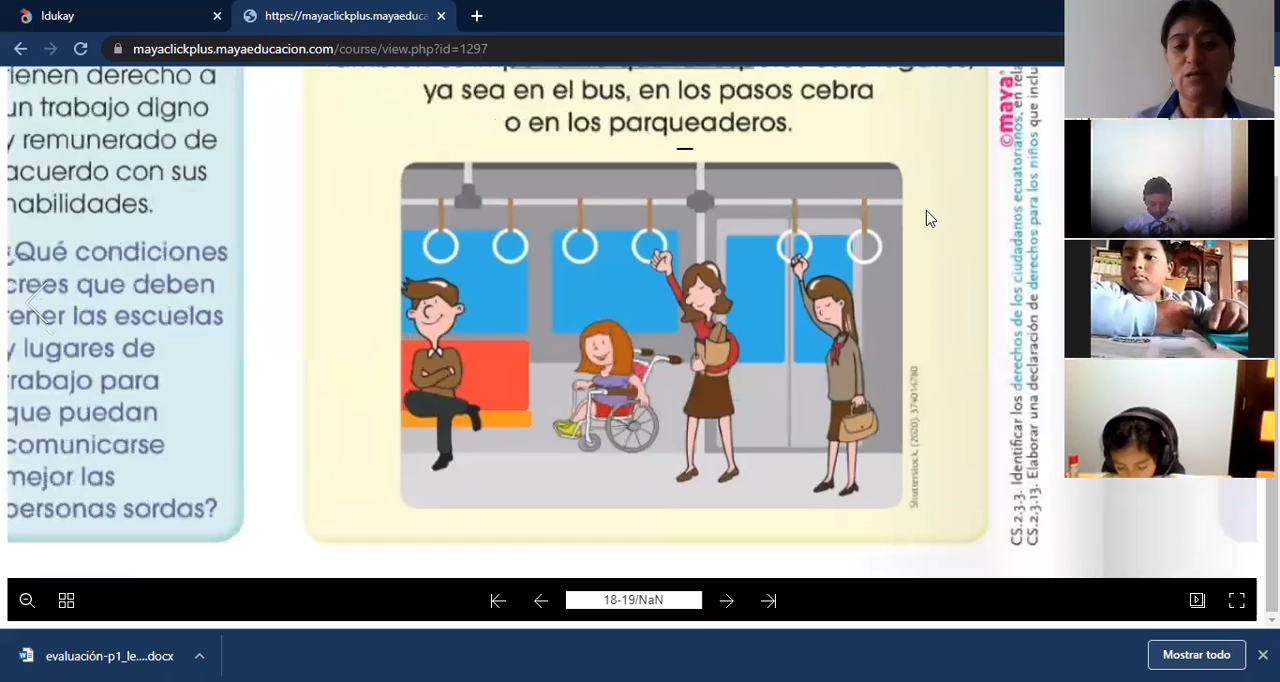 Idukay
https://mayaclickplus.mayaeduca
mayaclickplus.mayaeducacion.com/course/view.php?id=1297
tienen derecho a
un trabajo digno
y remunerado de
acuerdo con sus
habilidades.
¿Qué condiciones
crees que deben
tener las escuelas
y lugares de
trabajo para
que puedan
comunicarse
mejor las
personas sordas?
ya sea en el bus, en los pasos cebra
o en los parqueaderos.
Shutterstock, (2020). 374014780
©maya
CS.2.3.3. Identificar los derechos de los ciudadanos ecuatorianos, en rela
CS.2.3.13. Elaborar una declaración de derechos para los niños que inclu
18-19/NaN
evaluación-p1_le....docx
Mostrar todo